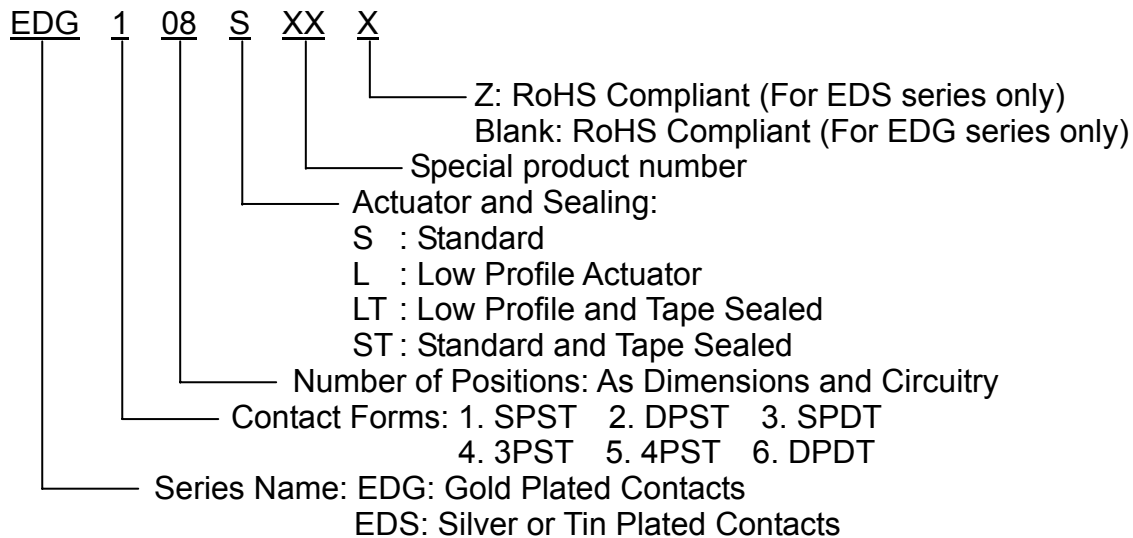 EDG 1 08 S XX X
Z: RoHS Compliant (For EDS series only)
Blank: RoHS Compliant (For EDG series only)
Special product number
Actuator and Sealing:
S : Standard
L : Low Profile Actuator
LT : Low Profile and Tape Sealed
ST : Standard and Tape Sealed
Number of Positions: As Dimensions and Circuitry
Contact Forms: 1. SPST 2. DPST 3. SPDT
4. 3PST 5. 4PST 6. DPDT
Series Name: EDG: Gold Plated Contacts
EDS: Silver or Tin Plated Contacts